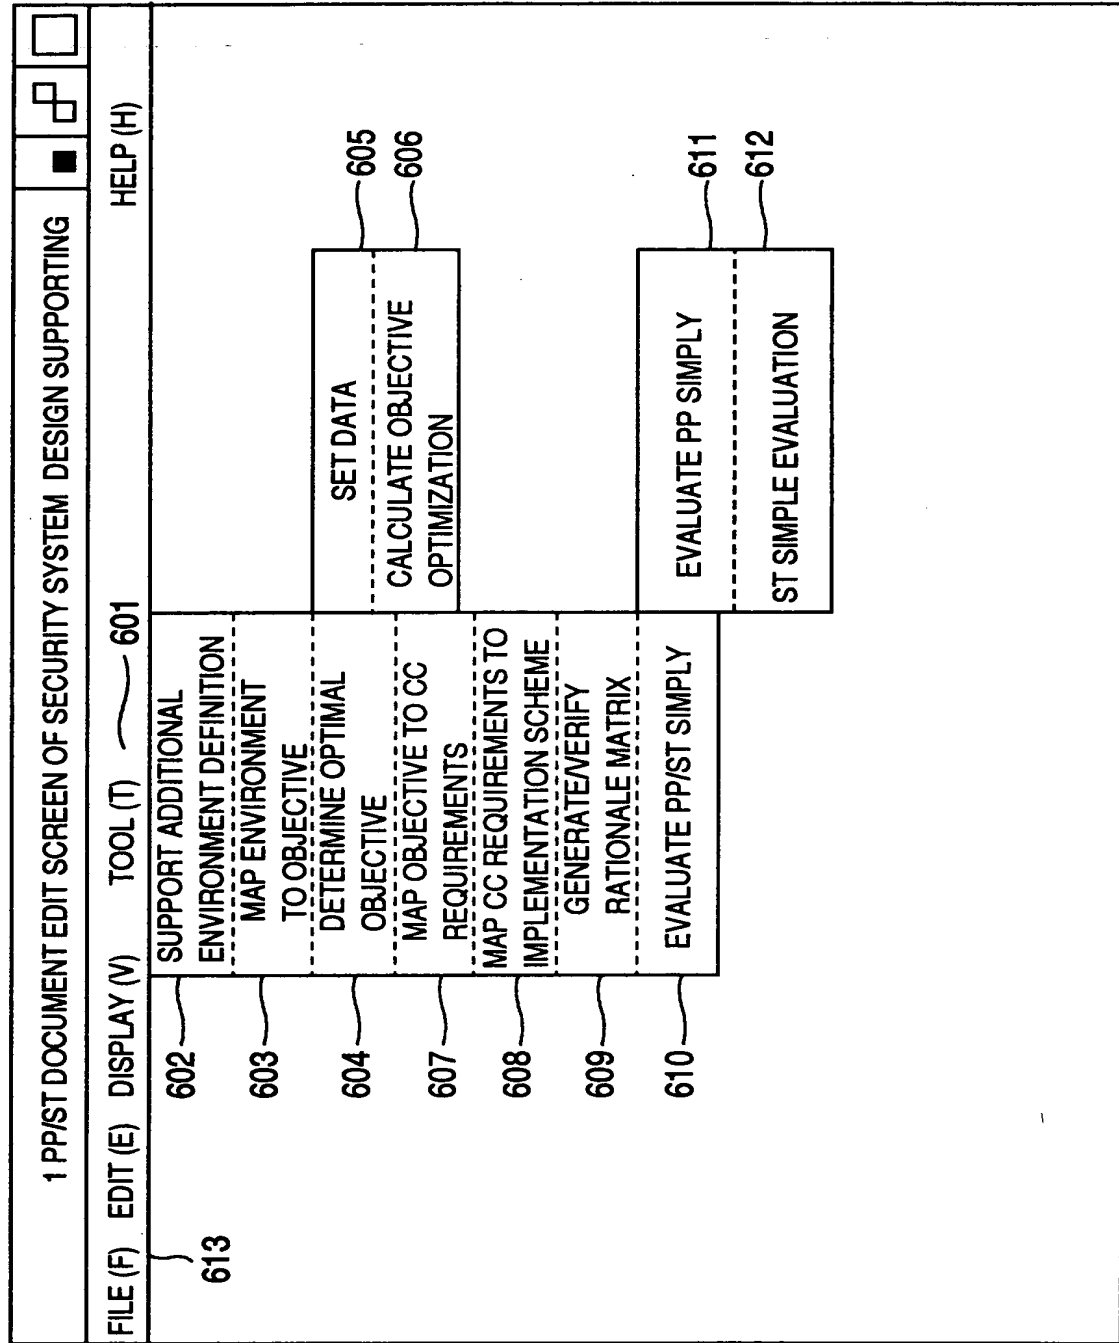 1 PP/ST DOCUMENT EDIT SCREEN OF SECURITY SYSTEM DESIGN SUPPORTING
FILE (F) EDIT (E) DISPLAY (V) TOOL (T) 601 HELP (H)
613
602
SUPPORT ADDITIONAL
ENVIRONMENT DEFINITION
603
MAP ENVIRONMENT
TO OBJECTIVE
604
DETERMINE OPTIMAL
OBJECTIVE
SET DATA
605
CALCULATE OBJECTIVE
OPTIMIZATION
606
607
MAP OBJECTIVE TO CC
REQUIREMENTS
608
MAP CC REQUIREMENTS TO
IMPLEMENTATION SCHEME
609
GENERATE/VERIFY
RATIONALE MATRIX
610
EVALUATE PP/ST SIMPLY
EVALUATE PP SIMPLY
611
ST SIMPLE EVALUATION
612